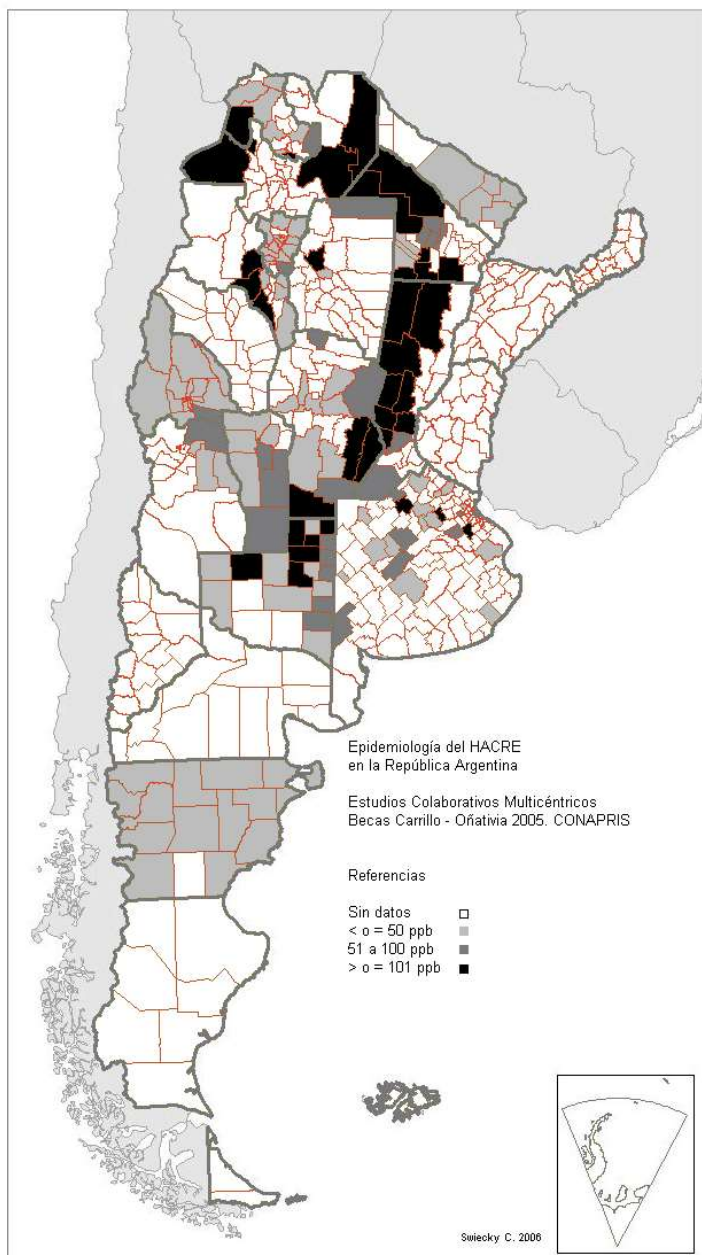 Epidemiología del HACRE
en la República Argentina
Estudios Colaborativos Multicéntricos
Becas Carrillo - Oñativia 2005. CONAPRIS
Referencias
Sin datos
< o = 50 ppb
51 a 100 ppb
> o = 101 ppb
Swiecky C. 2006